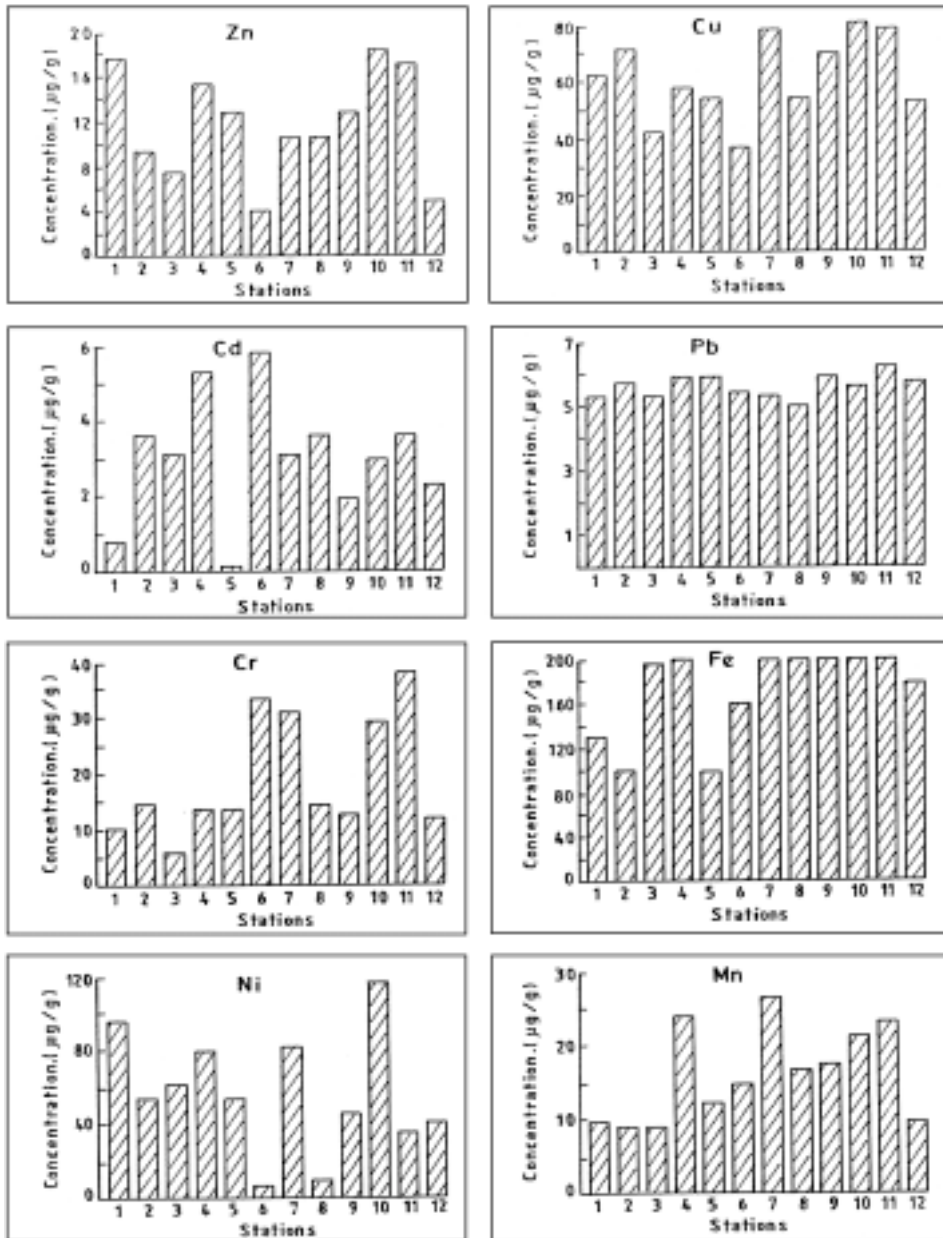 Zn
Concentration.(µg/g)
20
16
12
8
4
0
1 2 3 4 5 6 7 8 9 10 11 12
Stations
Cu
Concentration.(µg/g)
80
60
40
20
0
1 2 3 4 5 6 7 8 9 10 11 12
Stations
Cd
Concentration.(µg/g)
6
4
2
0
1 2 3 4 5 6 7 8 9 10 11 12
Stations
Pb
Concentration.(µg/g)
7
5
3
1
1 2 3 4 5 6 7 8 9 10 11 12
Stations
Cr
Concentration.(µg/g)
40
30
20
10
0
1 2 3 4 5 6 7 8 9 10 11 12
Stations
Fe
Concentration.(µg/g)
200
160
120
80
40
0
1 2 3 4 5 6 7 8 9 10 11 12
Stations
Ni
Concentration.(µg/g)
120
80
40
0
1 2 3 4 5 6 7 8 9 10 11 12
Stations
Mn
Concentration.(µg/g)
30
20
10
0
1 2 3 4 5 6 7 8 9 10 11 12
Stations